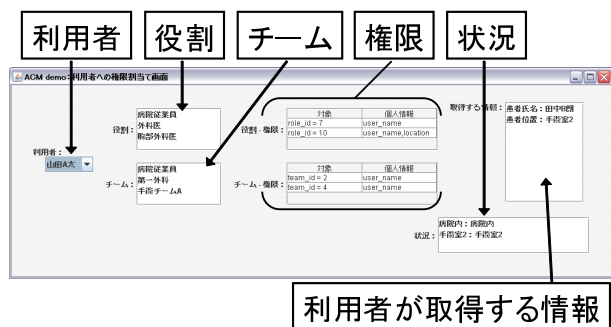 利用者 役割 チーム 権限 状況
ACM demo:利用者への権限割当て画面
利用者:
山田A太
役割:
病院従業員
外科医
胸部外科医
チーム:
病院従業員
第一外科
手術チームA
役割-権限:
対象 個人情報
role_id = 7 user_name
role_id = 10 user_name,location
チーム-権限:
対象 個人情報
team_id = 2 user_name
team_id = 4 user_name
取得する情報:
患者氏名:田中B朗
患者位置:手術室2
状況:
病院内:病院内
手術室2:手術室2
利用者が取得する情報